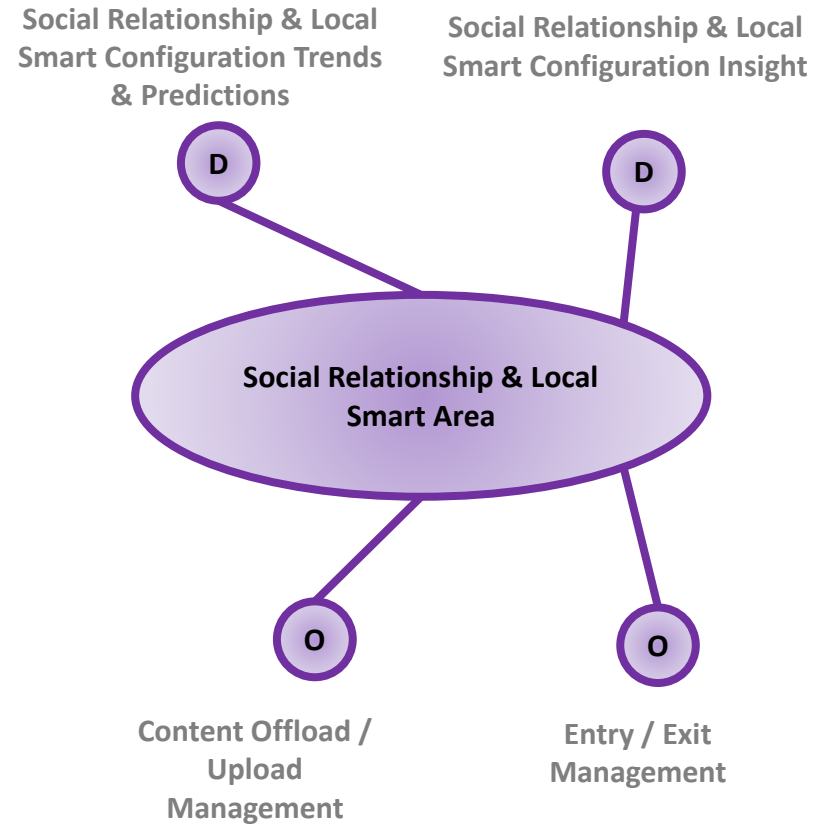 Social Relationship & Local
Smart Configuration Trends
& Predictions
Social Relationship & Local
Smart Configuration Insight
D
D
Social Relationship & Local
Smart Area
O
O
Content Offload /
Upload
Management
Entry / Exit
Management